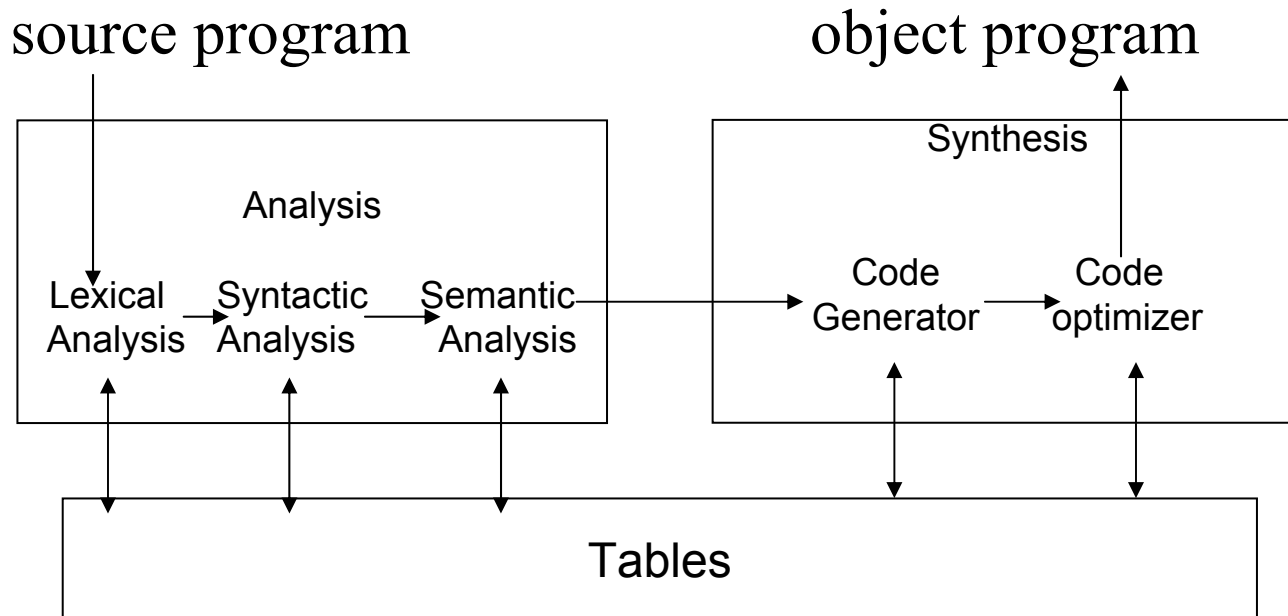 source program
object program
Synthesis
Analysis
Lexical
Analysis
Syntactic
Analysis
Semantic
Analysis
Code
Generator
Code
optimizer
Tables